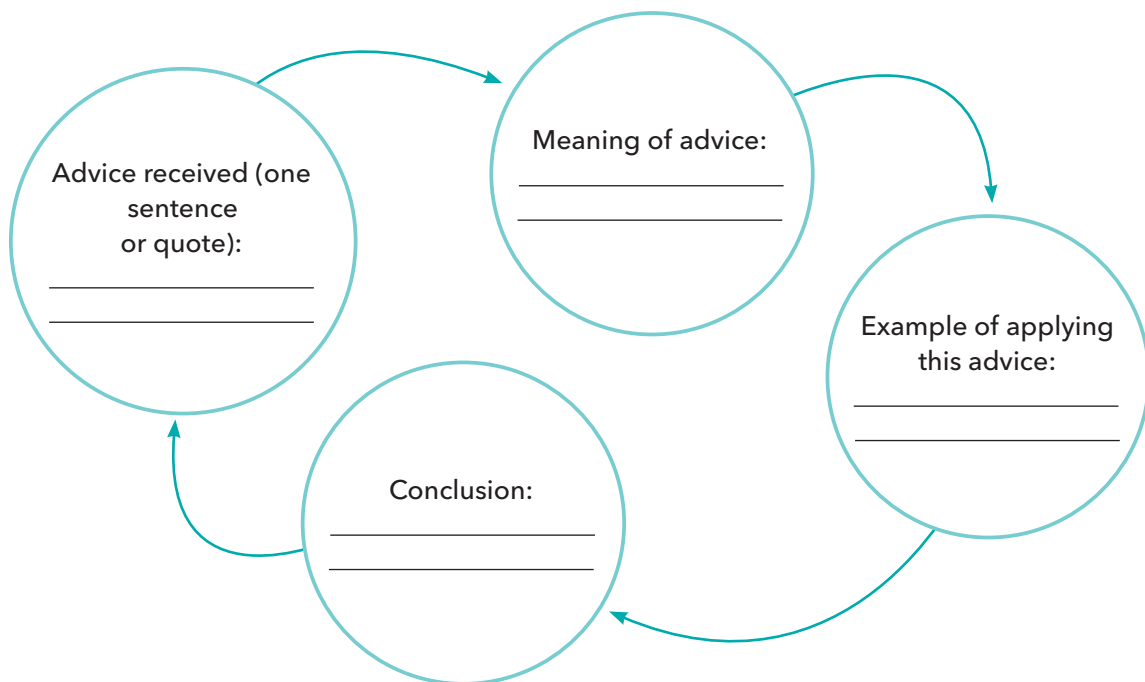 Advice received (one
sentence
or quote):
Meaning of advice:
Example of applying
this advice:
Conclusion: